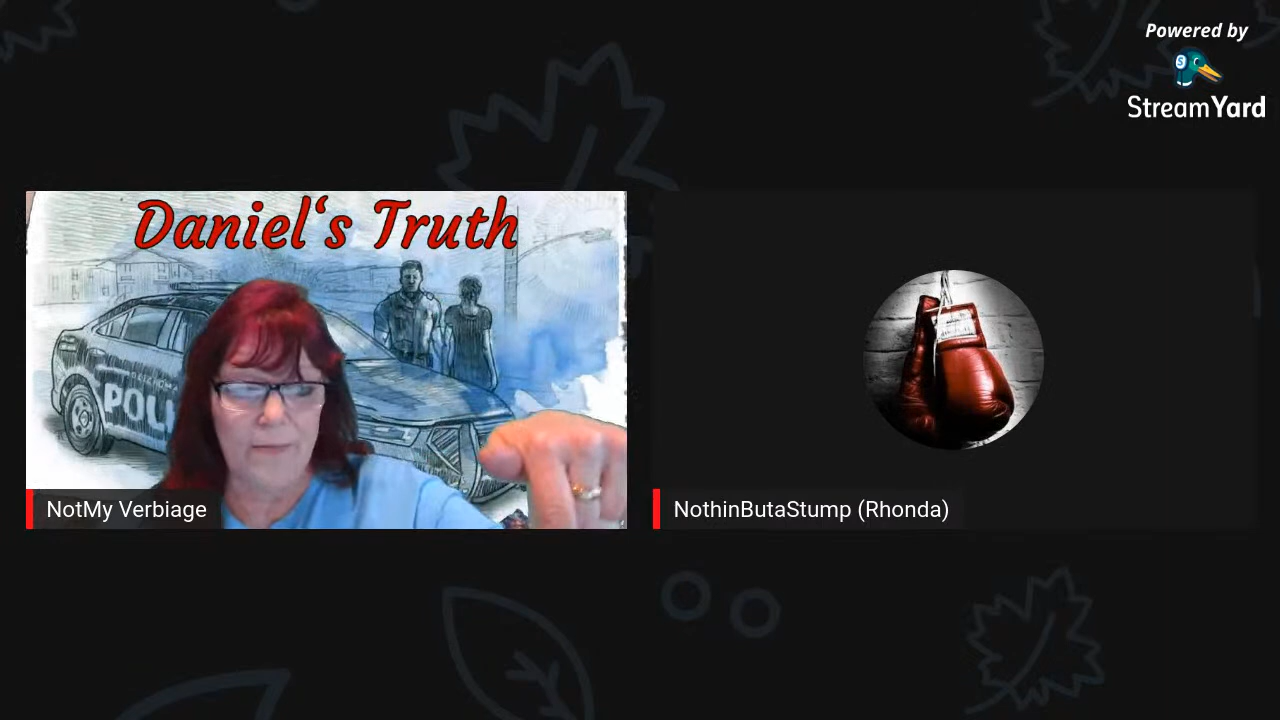 Powered by
StreamYard
Daniel‘s Truth
POLI
NotMy Verbiage
NothinButaStump (Rhonda)